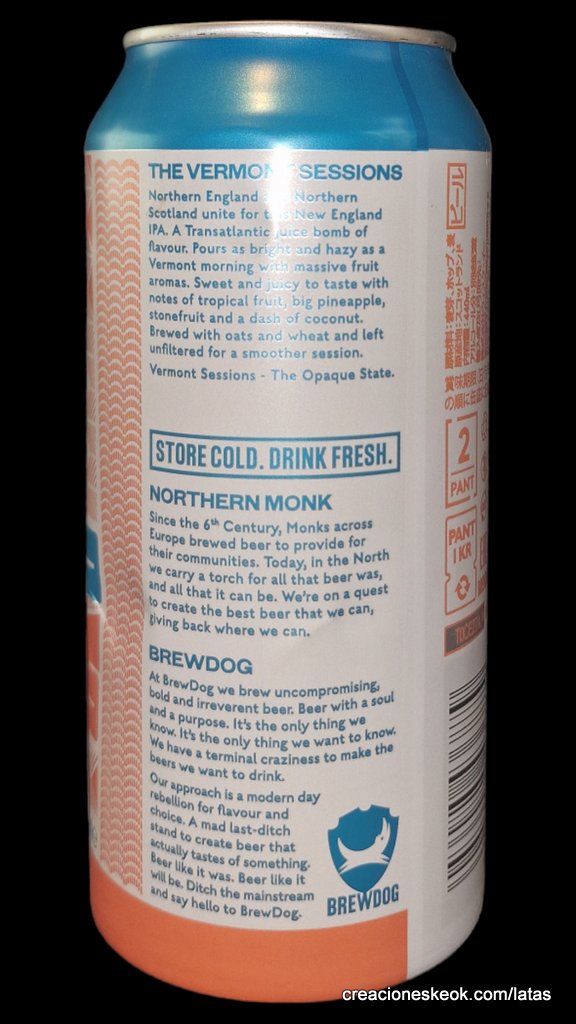 THE VERMONT SESSIONS
Northern England and Northern
Scotland unite for this New England
IPA. A Transatlantic juice bomb of
flavour. Pours as bright and hazy as a
Vermont morning with massive fruit
aromas. Sweet and juicy to taste with
notes of tropical fruit, big pineapple,
stonefruit and a dash of coconut.
Brewed with oats and wheat and left
unfiltered for a smoother session.
Vermont Sessions - The Opaque State.
STORE COLD. DRINK FRESH.
NORTHERN MONK
Since the 6th Century, Monks across
Europe brewed beer to provide for
their communities. Today, in the North
we carry a torch for all that beer was,
and all that it can be. We're on a quest
to create the best beer that we can,
giving back where we can.
BREWDOG
At BrewDog we brew uncompromising,
bold and irreverent beer. Beer with a soul
and a purpose. It's the only thing we
know. It's the only thing we want to know.
We have a terminal craziness to make the
beers we want to drink.
Our approach is a modern day
rebellion for flavour and
choice. A mad last-ditch
stand to create beer that
actually tastes of something.
Beer like it was. Beer like it
will be. Ditch the mainstream
and say hello to BrewDog.
BREWDOG
ビール
2
PANT
PANT
1 KR
creacioneskeok.com/latas